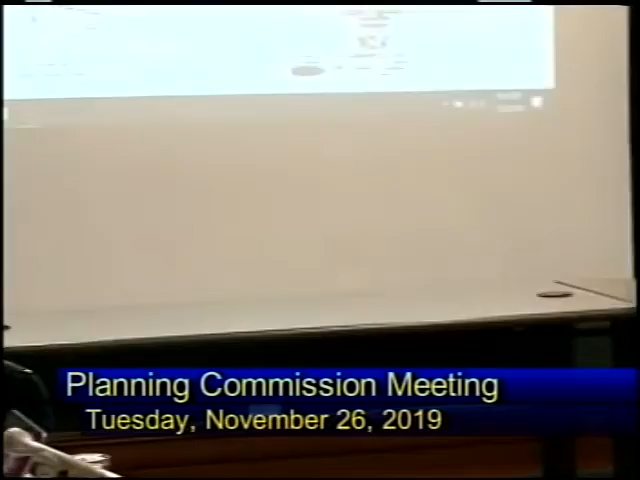 Planning Commission Meeting
Tuesday, November 26, 2019